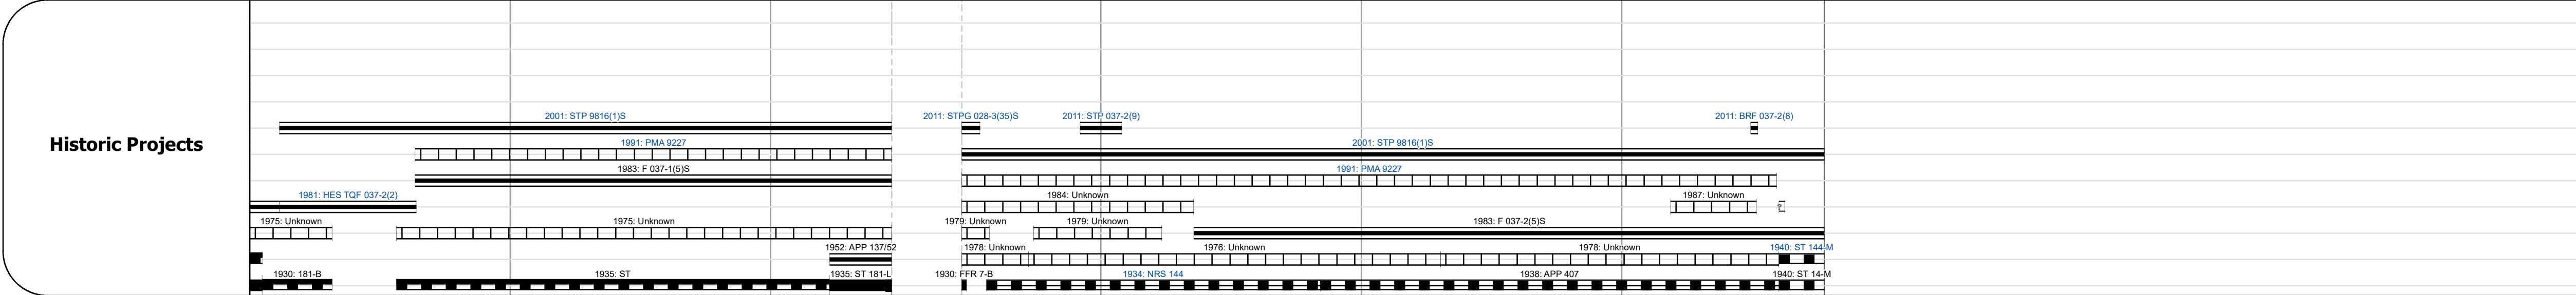 2001: STP 9816(1)S
2011: STPG 028-3(35)S
2011: STP 037-2(9)
2011: BRF 037-2(8)
Historic Projects
1991: PMA 9227
2001: STP 9816(1)S
1983: F 037-1(5)S
1991: PMA 9227
1981: HES TQF 037-2(2)
1984: Unknown
1987: Unknown
1975: Unknown
1975: Unknown
1979: Unknown
1979: Unknown
1983: F 037-2(5)S
1952: APP 137/52
1978: Unknown
1976: Unknown
1978: Unknown
1940: ST 144-M
1930: 181-B
1935: ST
1935: ST 181-L
1930: FFR 7-B
1934: NRS 144
1938: APP 407
1940: ST 14-M